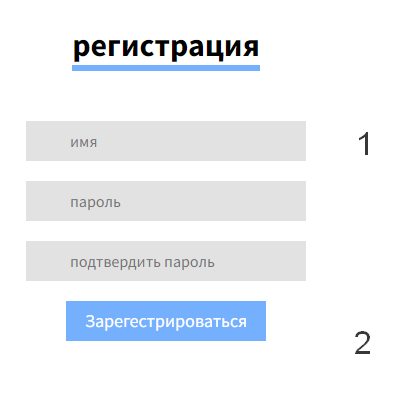 регистрация
имя
1
пароль
подтвердить пароль
Зарегестрироваться
2